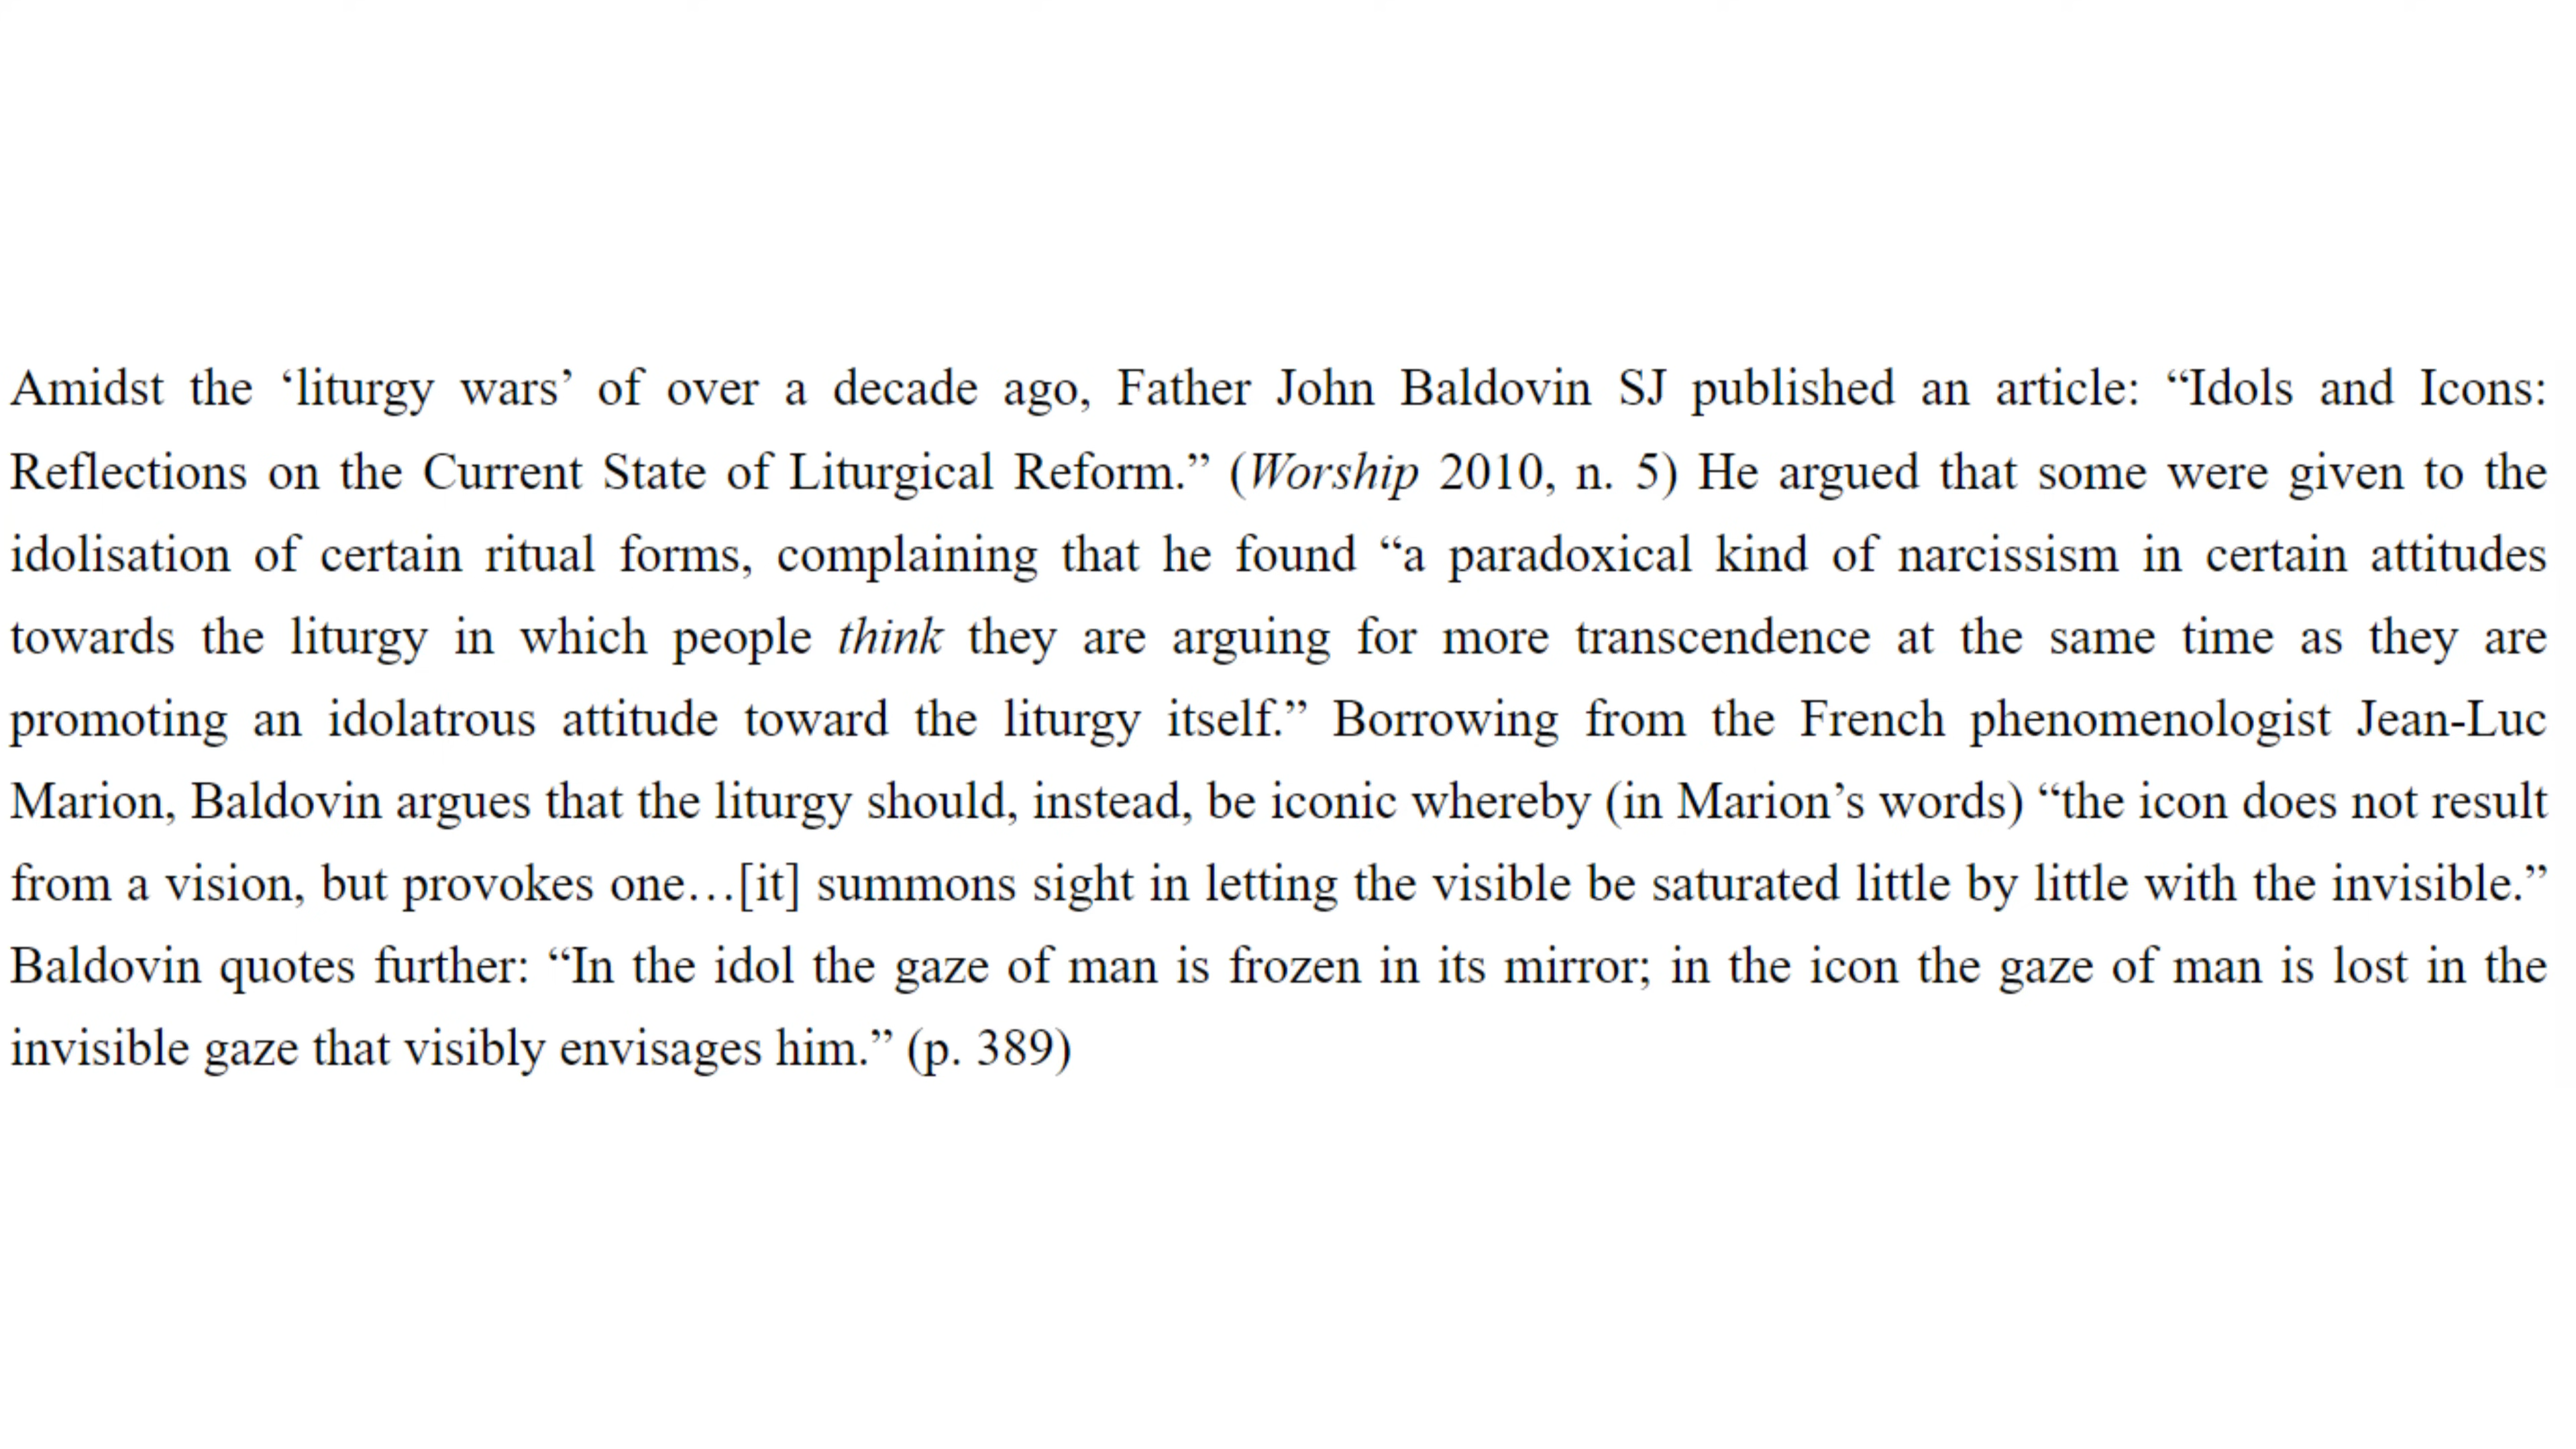 Amidst the ‘liturgy wars’ of over a decade ago, Father John Baldovin SJ published an article: “Idols and Icons:
Reflections on the Current State of Liturgical Reform.” (Worship 2010, n. 5) He argued that some were given to the
idolisation of certain ritual forms, complaining that he found “a paradoxical kind of narcissism in certain attitudes
towards the liturgy in which people think they are arguing for more transcendence at the same time as they are
promoting an idolatrous attitude toward the liturgy itself.” Borrowing from the French phenomenologist Jean-Luc
Marion, Baldovin argues that the liturgy should, instead, be iconic whereby (in Marion’s words) “the icon does not result
from a vision, but provokes one…[it] summons sight in letting the visible be saturated little by little with the invisible.”
Baldovin quotes further: “In the idol the gaze of man is frozen in its mirror; in the icon the gaze of man is lost in the
invisible gaze that visibly envisages him.” (p. 389)